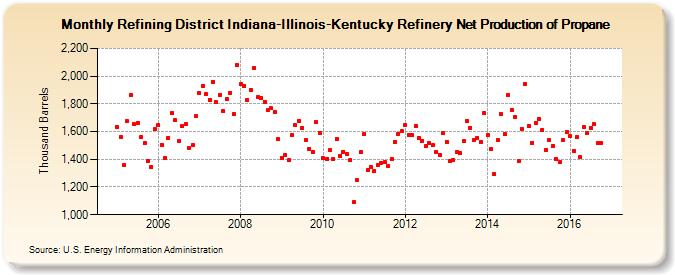 Monthly Refining District Indiana-Illinois-Kentucky Refinery Net Production of Propane
Thousand Barrels
2,200
2,000
1,800
1,600
1,400
1,200
1,000
2006 2008 2010 2012 2014 2016
Source: U.S. Energy Information Administration